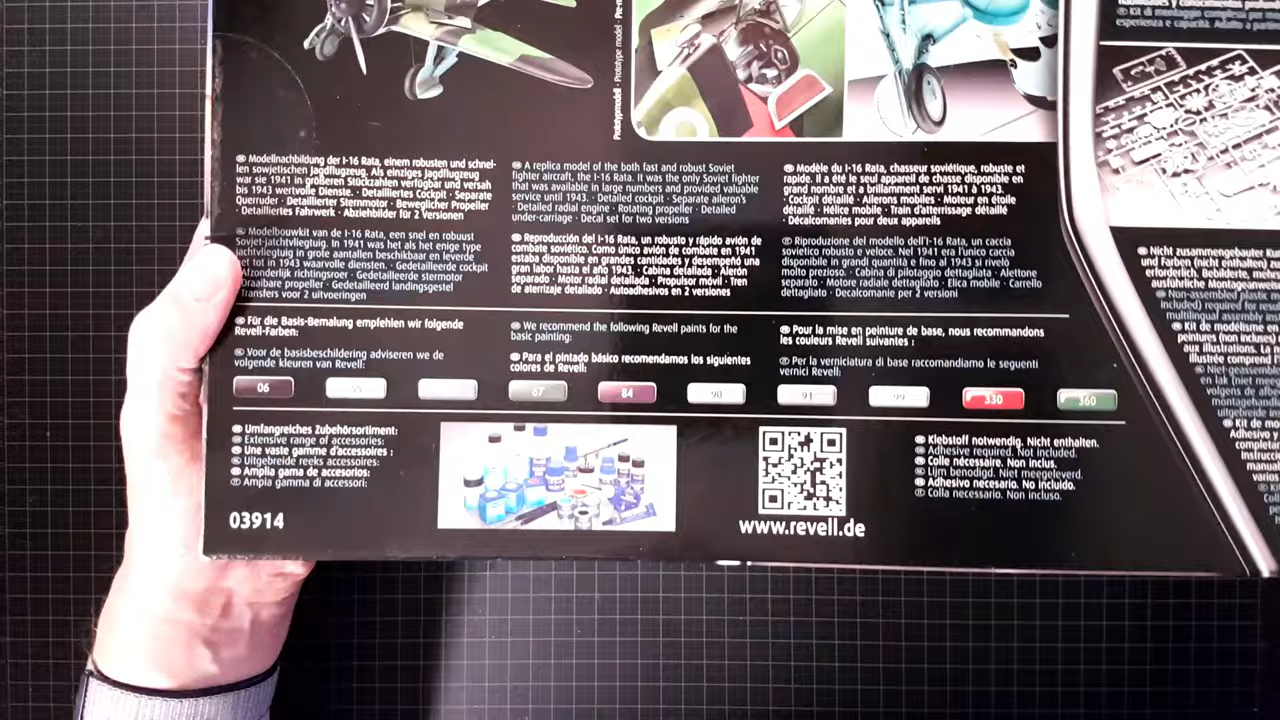 Prototypmodell · Prototype model
esperienza e capacità. Adatto a
Modellnachbildung der I-16 Rata, einem robusten und schnel-
len sowjetischen Jagdflugzeug. Als einziges Jagdflugzeug
war sie 1941 in größeren Stückzahlen verfügbar und versah
bis 1943 wertvolle Dienste. · Detailliertes Cockpit · Separate
Querruder · Detaillierter Sternmotor · Beweglicher Propeller
· Detailliertes Fahrwerk · Abziehbilder für 2 Versionen
Modelbouwkit van de I-16 Rata, een snel en robuust
Sovjet-jachtvliegtuig. In 1941 was het als het enige type
jachtvliegtuig in grote aantallen beschikbaar en leverde
het tot in 1943 waarvolle diensten. · Gedetailleerde cockpit
Afzonderlijk richtingsroer · Gedetailleerde stermotor
Draaibare propeller · Gedetailleerd landingsgestel
Transfers voor 2 uitvoeringen
A replica model of the both fast and robust Soviet
fighter aircraft, the I-16 Rata. It was the only Soviet fighter
that was available in large numbers and provided valuable
service until 1943. · Detailed cockpit · Separate aileron's
· Detailed radial engine · Rotating propeller · Detailed
under-carriage · Decal set for two versions
Reproducción del I-16 Rata, un robusto y rápido avión de
combate soviético. Como único avión de combate en 1941
estaba disponible en grandes cantidades y desempeñó una
gran labor hasta el año 1943. · Cabina detallada · Alerón
separado · Motor radial detallada · Propulsor móvil · Tren
de aterrizaje detallado · Autoadhesivos en 2 versiones
Modèle du I-16 Rata, chasseur soviétique, robuste et
rapide. Il a été le seul appareil de chasse disponible en
grand nombre et a brillamment servi 1941 à 1943.
· Cockpit détaillé · Ailerons mobiles · Moteur en étoile
détaillé · Hélice mobile · Train d'atterrissage détaillé
· Décalcomanies pour deux appareils
Riproduzione del modello dell'I-16 Rata, un caccia
sovietico robusto e veloce. Nel 1941 era l'unico caccia
disponibile in grandi quantità e fino al 1943 si rivelò
molto prezioso. · Cabina di pilotaggio dettagliata · Alettone
separato · Motore radiale dettagliato · Elica mobile · Carrello
dettagliato · Decalcomanie per 2 versioni
Für die Basis-Bemalung empfehlen wir folgende
Revell-Farben:
Voor de basisbeschildering adviseren we de
volgende kleuren van Revell:
We recommend the following Revell paints for the
basic painting:
Para el pintado básico recomendamos los siguientes
colores de Revell:
Pour la mise en peinture de base, nous recommandons
les couleurs Revell suivantes :
Per la verniciatura di base raccomandiamo le seguenti
vernici Revell:
06 84 90 91 99 330 360
Umfangreiches Zubehörsortiment:
Extensive range of accessories:
Une vaste gamme d'accessoires :
Uitgebreide reeks accessoires:
Amplia gama de accesorios:
Ampia gamma di accessori:
03914
www.revell.de
Klebstoff notwendig. Nicht enthalten.
Adhesive required. Not included.
Colle nécessaire. Non inclus.
Lijm benodigd. Niet meegeleverd.
Adhesivo necesario. No incluido.
Colla necessario. Non incluso.
Nicht zusammengebauter
und Farben (nicht enthalten)
erforderlich. Bebilderte,
ausführliche
Non-assembled plastic
included) required for
multilingual assembly
Kit de modélisme
peintures (non incluses)
aux illustrations. La
illustrée comprend
en lak (niet
volgens de
uitgebreide
Kit de
Adhesivo y
varios